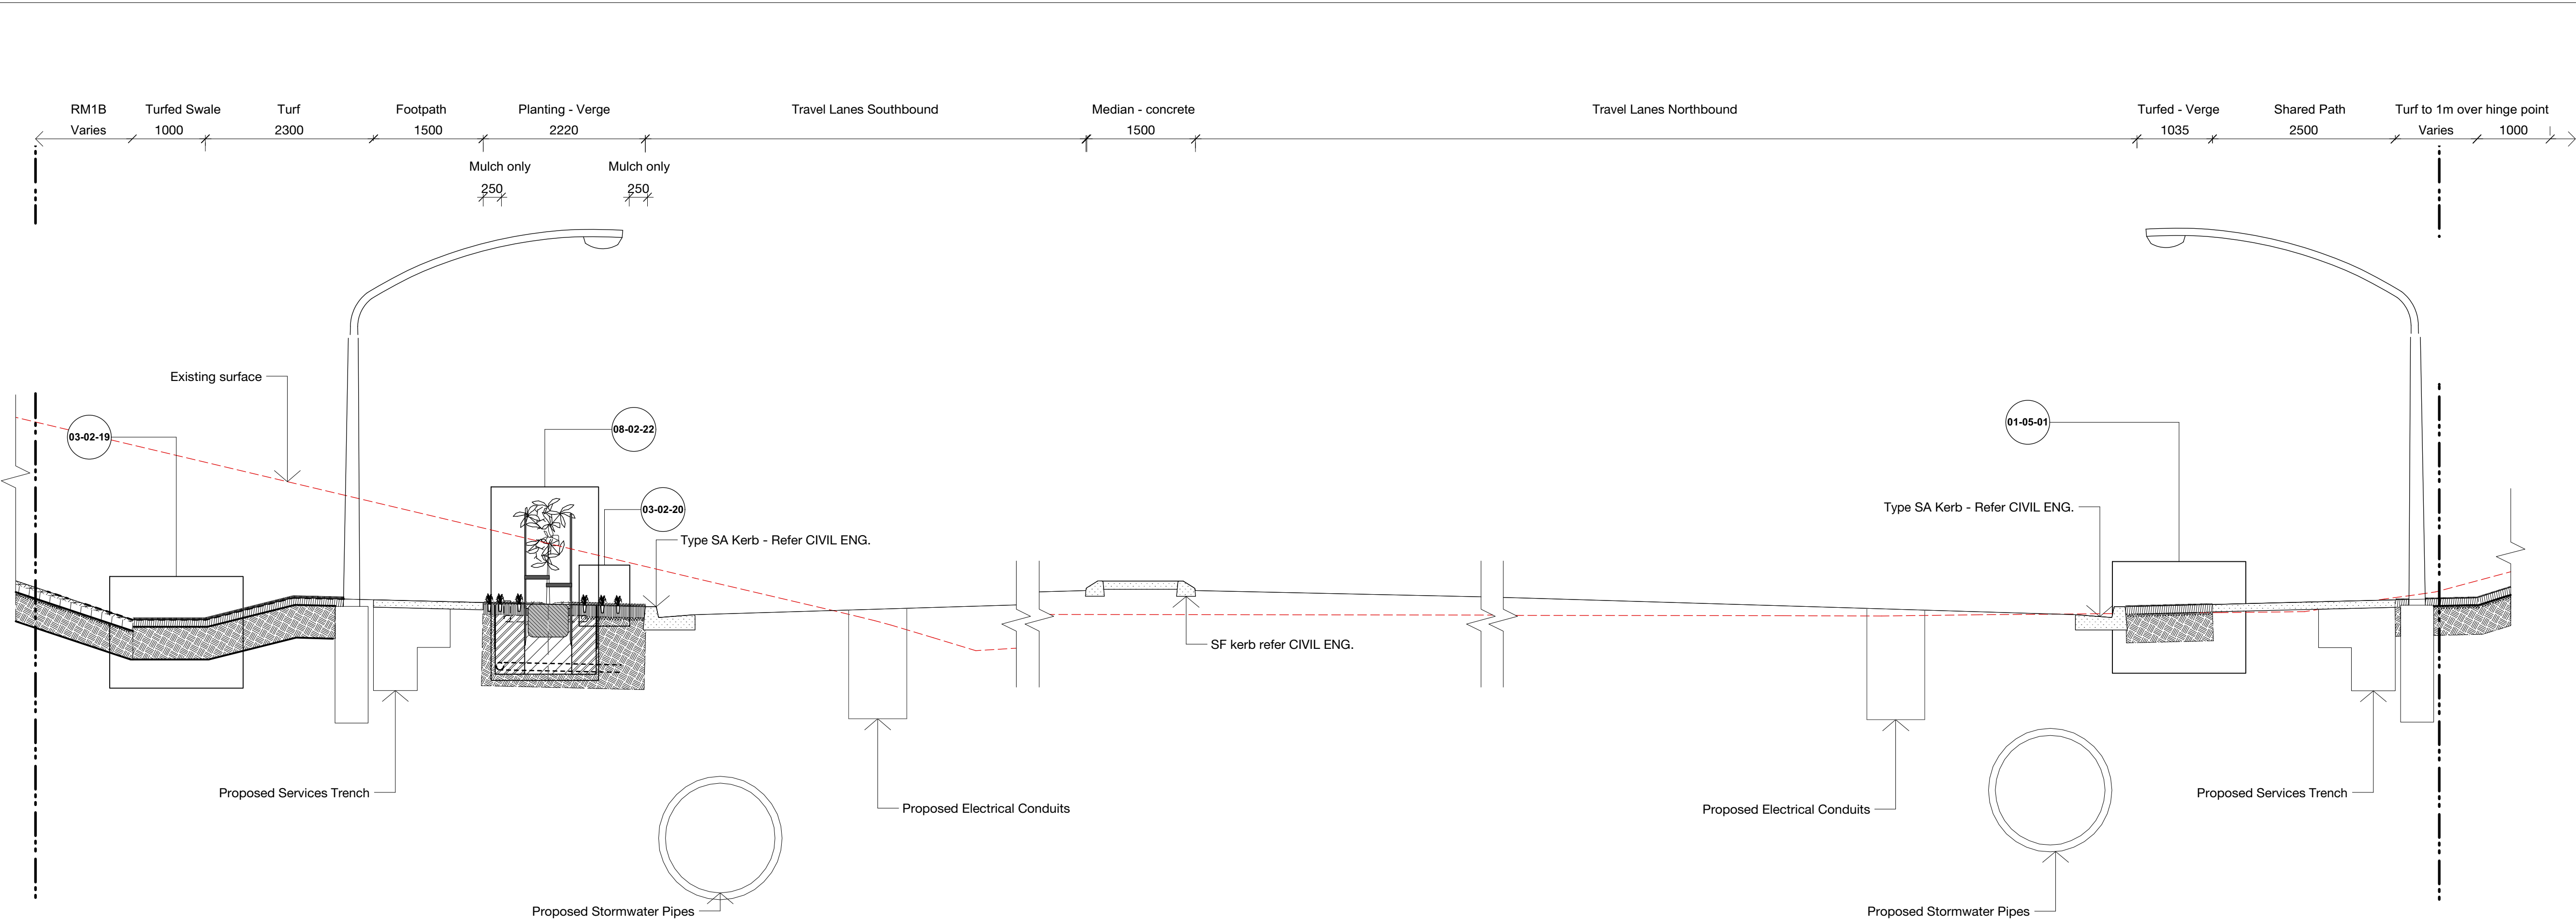 RM1B
Varies
Turfed Swale
1000
Turf
2300
Footpath
1500
Planting - Verge
2220
Travel Lanes Southbound
Median - concrete
1500
Travel Lanes Northbound
Turfed - Verge
1035
Shared Path
2500
Turf to 1m over hinge point
Varies
1000
Mulch only
250
Mulch only
250
Existing surface
03-02-19
08-02-22
01-05-01
03-02-20
Type SA Kerb - Refer CIVIL ENG.
Type SA Kerb - Refer CIVIL ENG.
SF kerb refer CIVIL ENG.
Proposed Services Trench
Proposed Electrical Conduits
Proposed Electrical Conduits
Proposed Services Trench
Proposed Stormwater Pipes
Proposed Stormwater Pipes